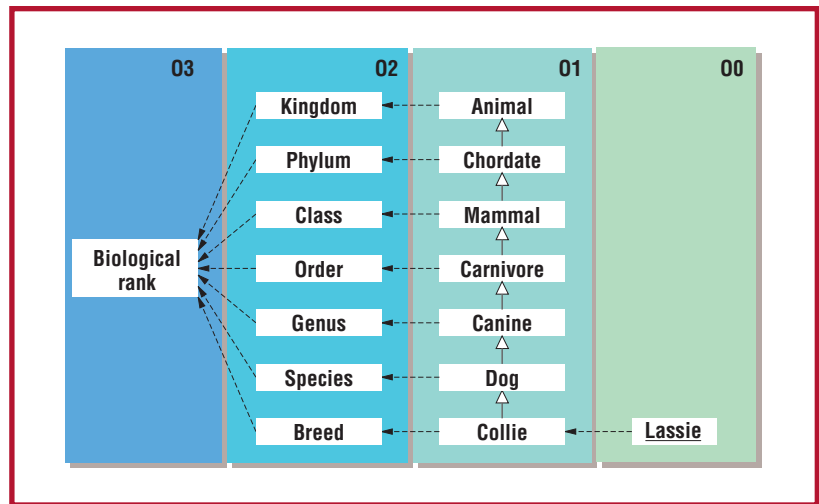 O3 O2 O1 O0
Kingdom Animal
Phylum Chordate
Class Mammal
Biological
rank
Order Carnivore
Genus Canine
Species Dog
Breed Collie Lassie